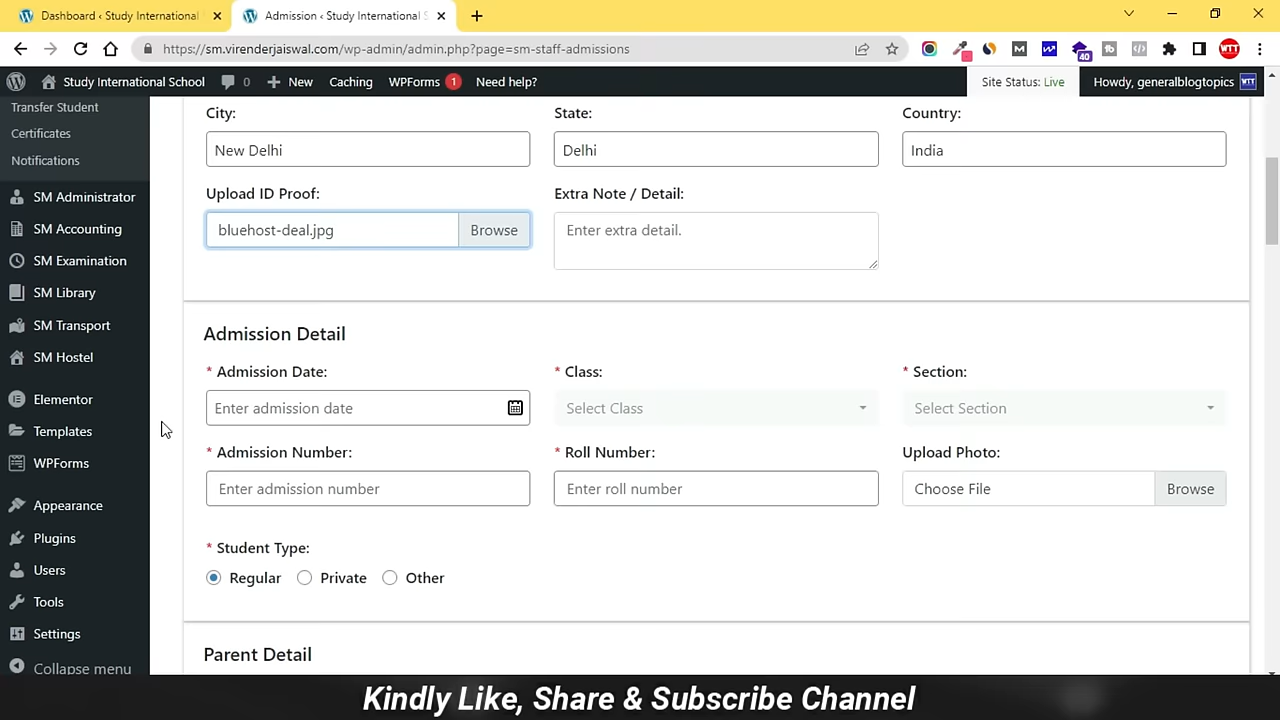 Dashboard ‹ Study International
Admission ‹ Study International S
https://sm.virenderjaiswal.com/wp-admin/admin.php?page=sm-staff-admissions
40
WTT
Study International School
0
New
Caching
WPForms 1
Need help?
Site Status: Live
Howdy, generalblogtopics
WTT
Transfer Student
Certificates
Notifications
SM Administrator
SM Accounting
SM Examination
SM Library
SM Transport
SM Hostel
Elementor
Templates
WPForms
Appearance
Plugins
Users
Tools
Settings
Collapse menu
City: State: Country:
New Delhi Delhi India
Upload ID Proof: Extra Note / Detail:
bluehost-deal.jpg Browse Enter extra detail.
Admission Detail
* Admission Date: * Class: * Section:
Enter admission date Select Class Select Section
* Admission Number: * Roll Number: Upload Photo:
Enter admission number Enter roll number Choose File Browse
* Student Type:
Regular Private Other
Parent Detail
Kindly Like, Share & Subscribe Channel